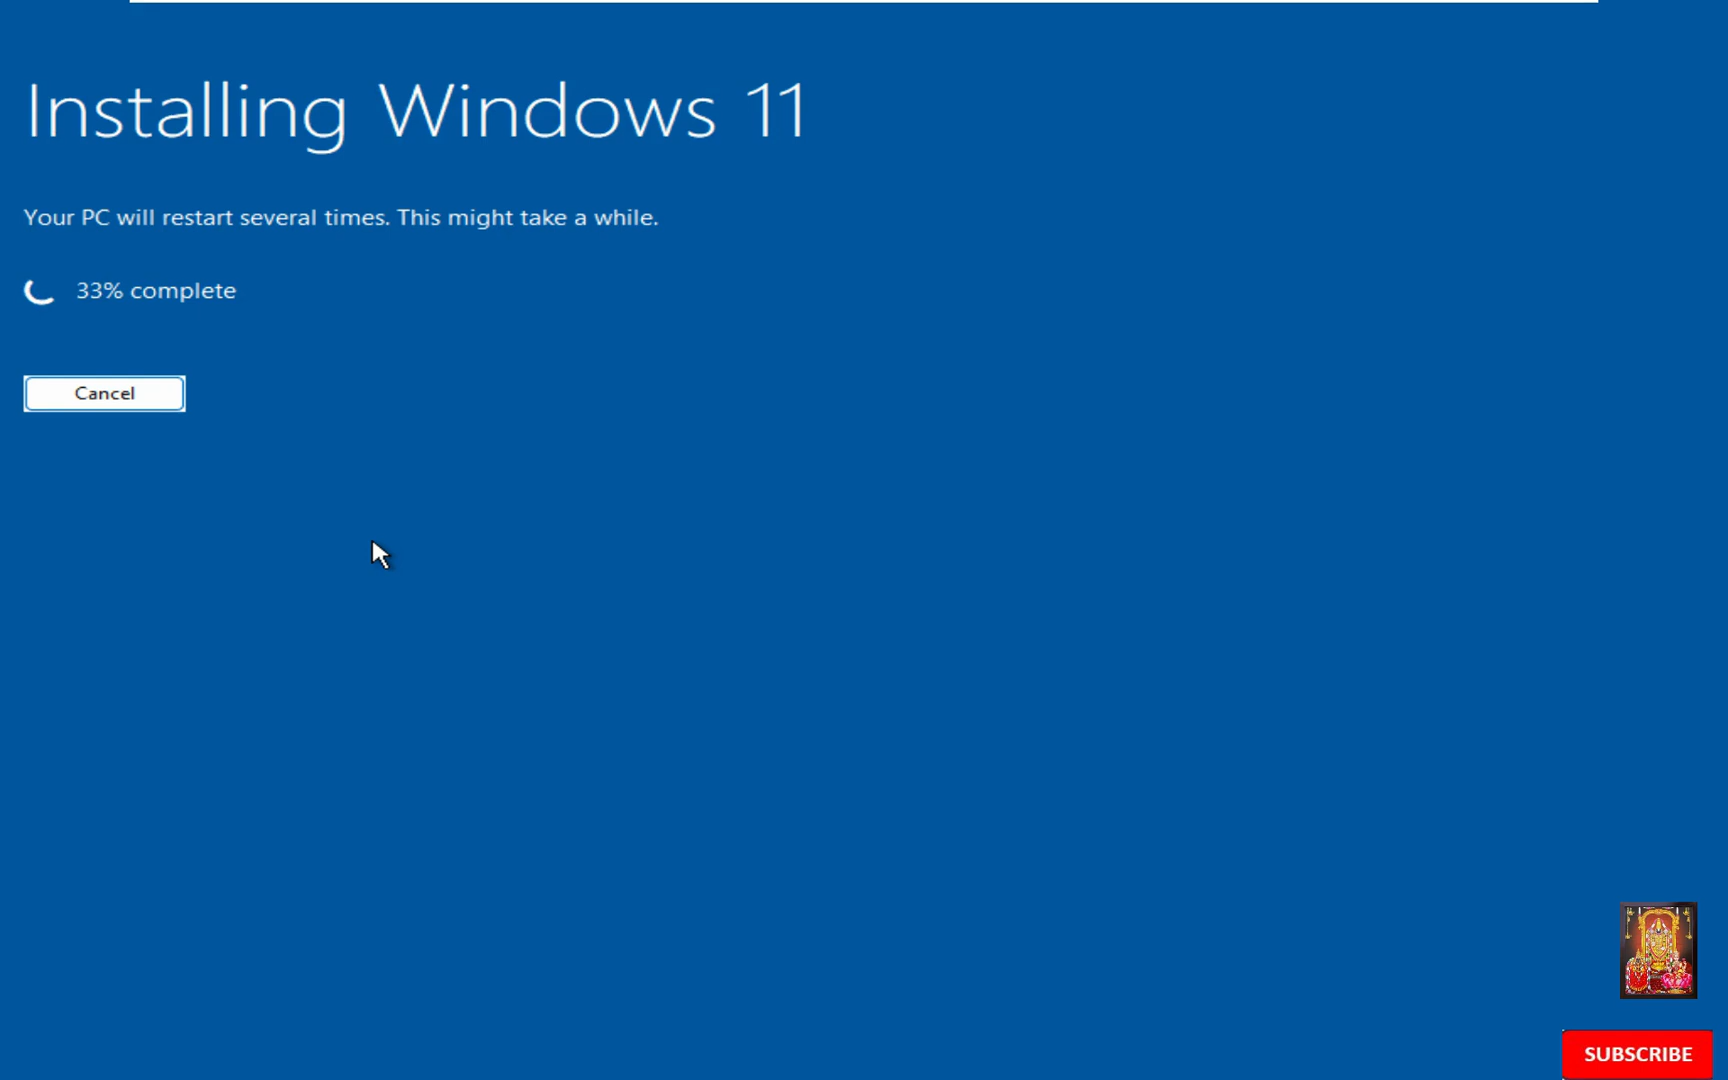 Installing Windows 11
Your PC will restart several times. This might take a while.
33% complete
Cancel
SUBSCRIBE